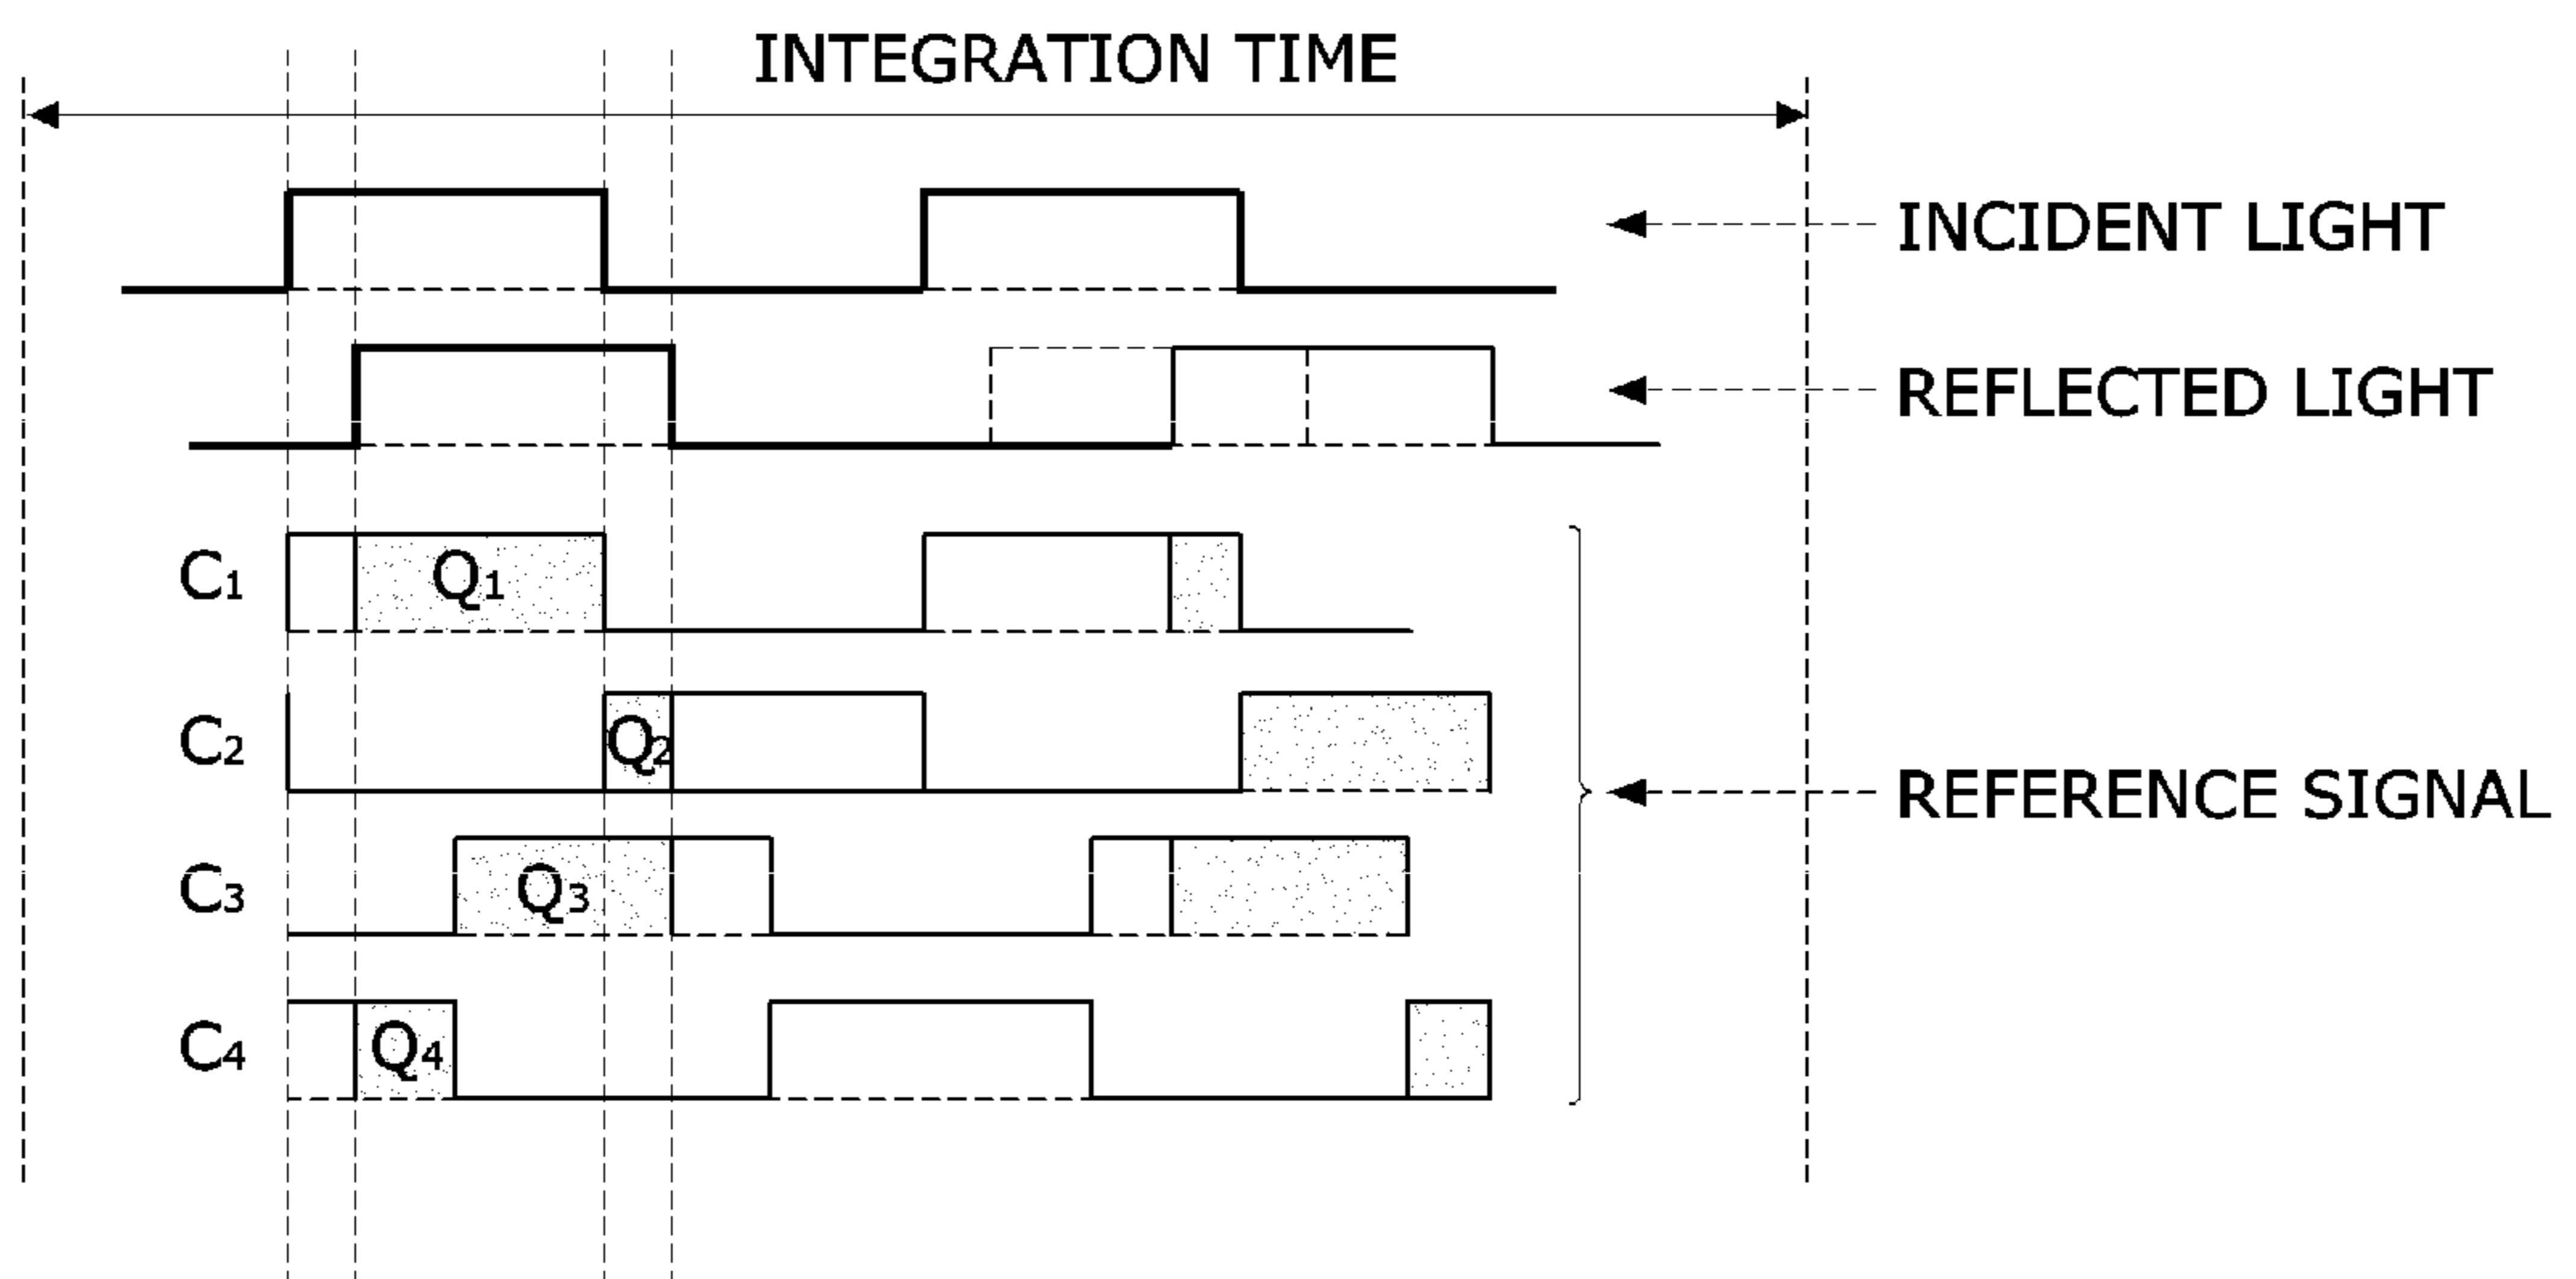 INTEGRATION TIME
INCIDENT LIGHT
REFLECTED LIGHT
C1 Q1
C2 Q2
REFERENCE SIGNAL
C3 Q3
C4 Q4